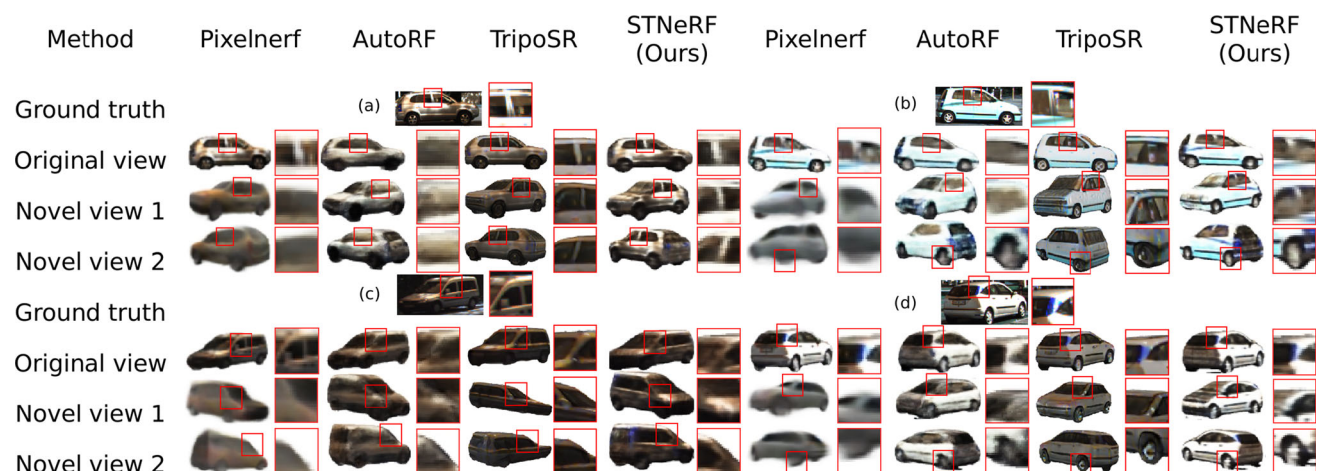 Method Pixelnerf AutoRF TripoSR STNeRF (Ours) Pixelnerf AutoRF TripoSR STNeRF (Ours)
Ground truth (a) (b)
Original view
Novel view 1
Novel view 2
Ground truth (c) (d)
Original view
Novel view 1
Novel view 2